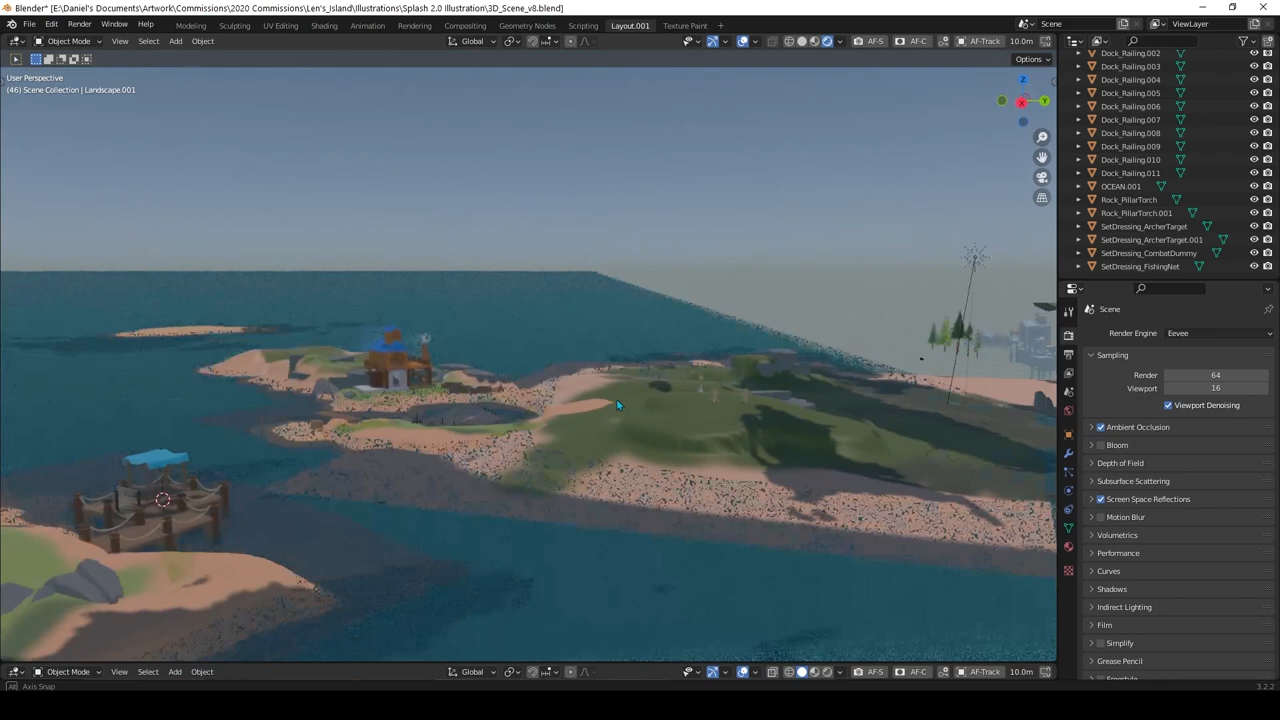 Blender* [E:\Daniel's Documents\Artwork\Commissions\2020 Commissions\Len's_Island\Illustrations\Splash 2.0 Illustration\3D_Scene_v8.blend]
File Edit Render Window Help Modeling Sculpting UV Editing Shading Animation Rendering Compositing Geometry Nodes Scripting Layout.001 Texture Paint + Scene ViewLayer
Object Mode View Select Add Object Global AF-S AF-C AF-Track 10.0m
Options
User Perspective
(46) Scene Collection | Landscape.001
Z
Y
X
Dock_Railing.002
Dock_Railing.003
Dock_Railing.004
Dock_Railing.005
Dock_Railing.006
Dock_Railing.007
Dock_Railing.008
Dock_Railing.009
Dock_Railing.010
Dock_Railing.011
OCEAN.001
Rock_PillarTorch
Rock_PillarTorch.001
SetDressing_ArcherTarget
SetDressing_ArcherTarget.001
SetDressing_CombatDummy
SetDressing_FishingNet
Scene
Render Engine Eevee
Sampling
Render 64
Viewport 16
Viewport Denoising
Ambient Occlusion
Bloom
Depth of Field
Subsurface Scattering
Screen Space Reflections
Motion Blur
Volumetrics
Performance
Curves
Shadows
Indirect Lighting
Film
Simplify
Grease Pencil
Object Mode View Select Add Object Global AF-S AF-C AF-Track 10.0m
Axis Snap
3.2.2